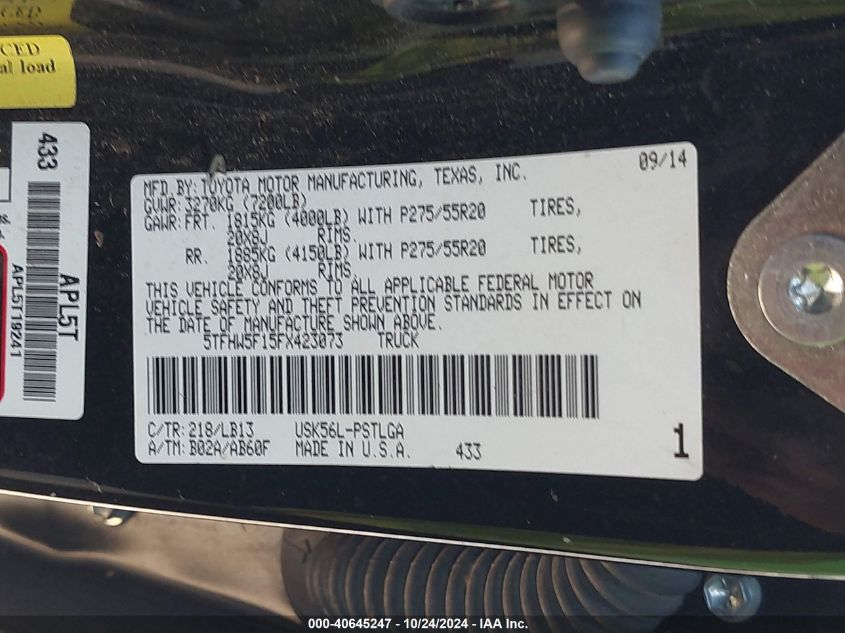 CED
CED
al load
433
APL5T
APL5T19241
09/14
MFD.BY:TOYOTA MOTOR MANUFACTURING, TEXAS, INC.
GVWR:3270KG (7200LB)
GAWR:FRT. 1815KG (4000LB) WITH P275/55R20 TIRES,
20X8J RIMS.
RR. 1885KG (4150LB) WITH P275/55R20 TIRES,
20X8J RIMS.
THIS VEHICLE CONFORMS TO ALL APPLICABLE FEDERAL MOTOR
VEHICLE SAFETY AND THEFT PREVENTION STANDARDS IN EFFECT ON
THE DATE OF MANUFACTURE SHOWN ABOVE.
5TFHW5F15FX423073 TRUCK
C/TR:218/LB13 USK56L-PSTLGA
A/TM:B02A/AB60F MADE IN U.S.A. 433
1
000-40645247 - 10/24/2024 - IAA Inc.